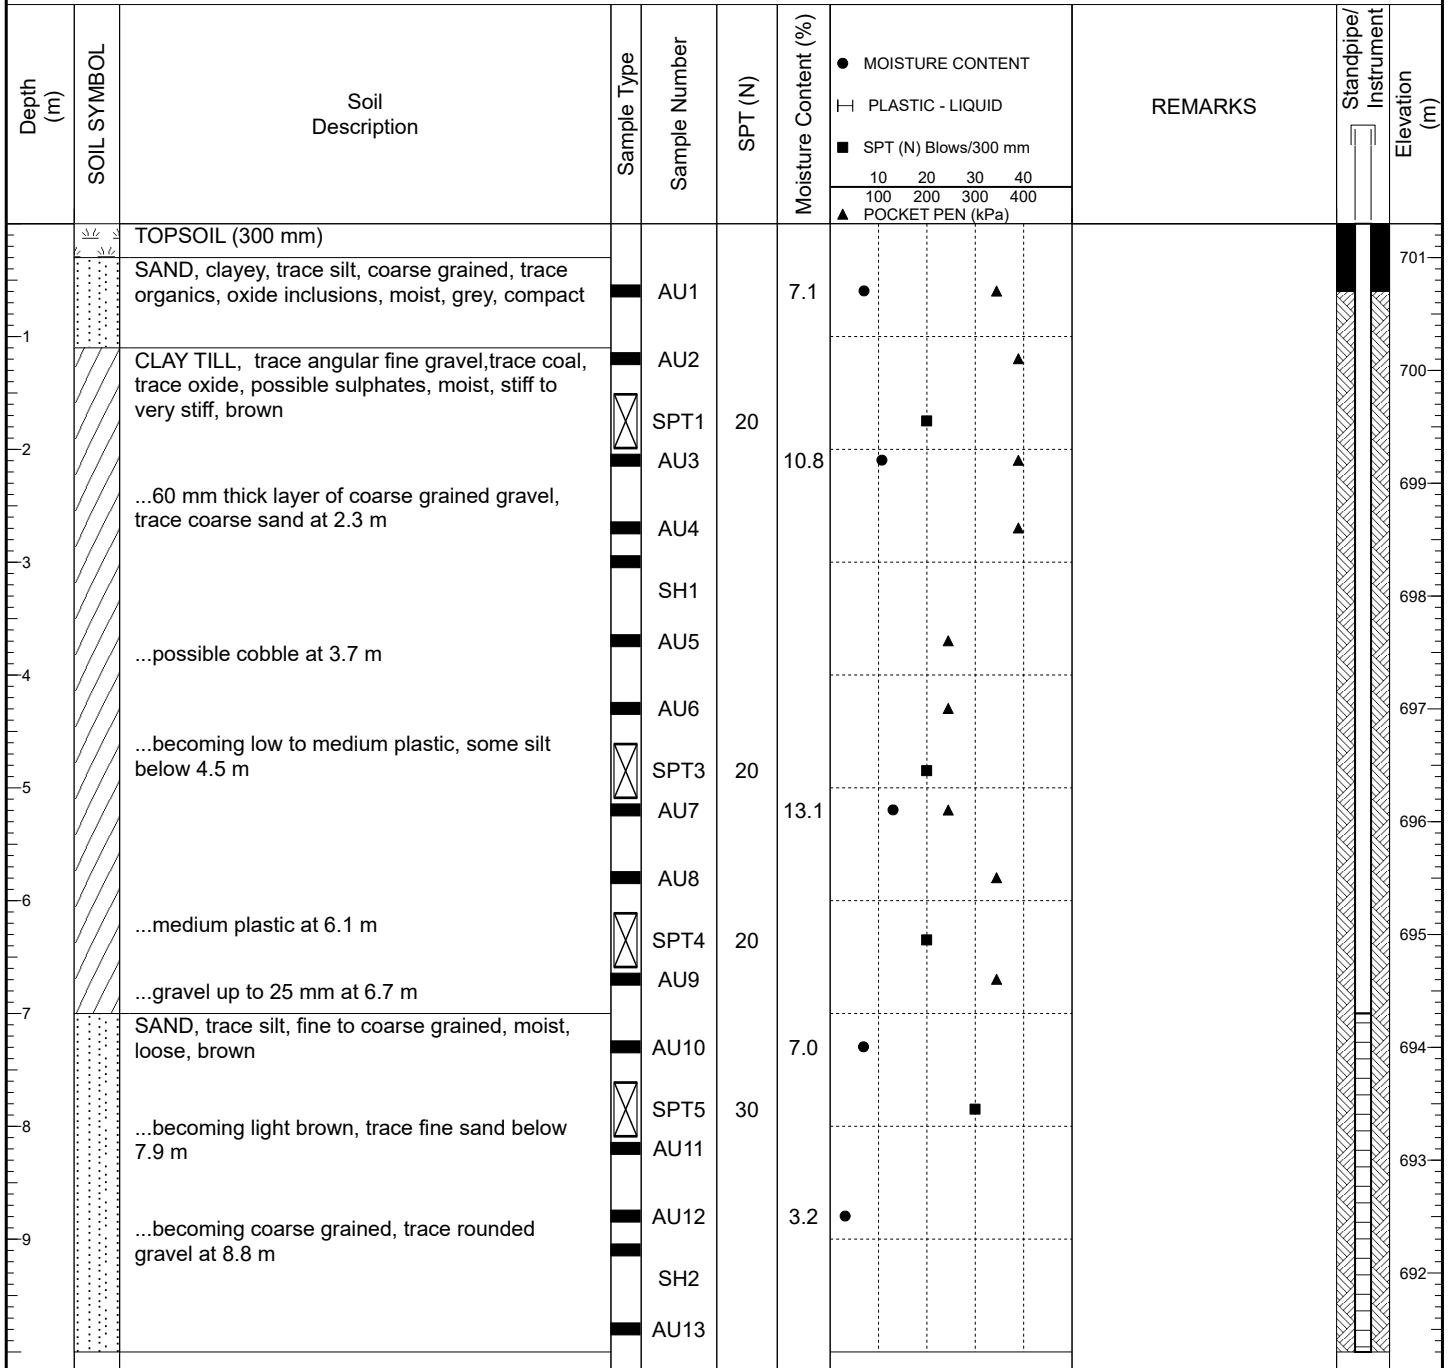 Depth
(m)
SOIL SYMBOL
Soil
Description
Sample Type
Sample Number
SPT (N)
Moisture Content (%)
MOISTURE CONTENT
PLASTIC - LIQUID
SPT (N) Blows/300 mm
10 20 30 40
100 200 300 400
POCKET PEN (kPa)
REMARKS
Standpipe/
Instrument
Elevation
(m)
TOPSOIL (300 mm)
701
SAND, clayey, trace silt, coarse grained, trace
organics, oxide inclusions, moist, grey, compact
AU1 7.1
1
CLAY TILL, trace angular fine gravel,trace coal,
trace oxide, possible sulphates, moist, stiff to
very stiff, brown
AU2
700
SPT1 20
2
AU3 10.8
699
...60 mm thick layer of coarse grained gravel,
trace coarse sand at 2.3 m
AU4
3
SH1
698
AU5
...possible cobble at 3.7 m
4
AU6
697
...becoming low to medium plastic, some silt
below 4.5 m
SPT3 20
5
AU7 13.1
696
AU8
6
...medium plastic at 6.1 m
SPT4 20
695
AU9
...gravel up to 25 mm at 6.7 m
7
SAND, trace silt, fine to coarse grained, moist,
loose, brown
AU10 7.0
694
SPT5 30
8
...becoming light brown, trace fine sand below
7.9 m
AU11
693
AU12 3.2
...becoming coarse grained, trace rounded
gravel at 8.8 m
9
SH2
692
AU13